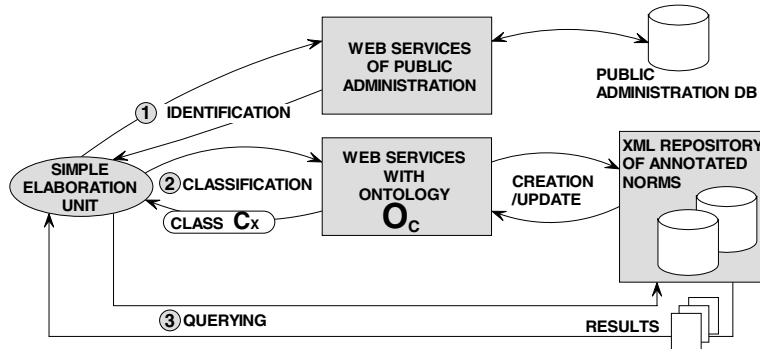 WEB SERVICES
OF PUBLIC
ADMINISTRATION
PUBLIC
ADMINISTRATION DB
1 IDENTIFICATION
SIMPLE
ELABORATION
UNIT
2 CLASSIFICATION
CLASS Cx
WEB SERVICES
WITH
ONTOLOGY
OC
CREATION
/UPDATE
XML REPOSITORY
OF ANNOTATED
NORMS
3 QUERYING
RESULTS